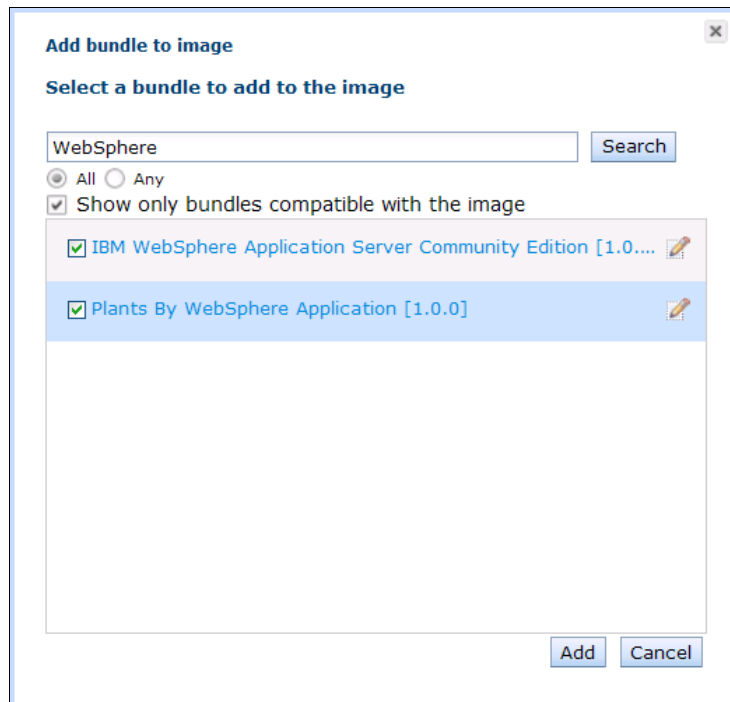 Add bundle to image
Select a bundle to add to the image
WebSphere
Search
All Any
Show only bundles compatible with the image
IBM WebSphere Application Server Community Edition [1.0....
Plants By WebSphere Application [1.0.0]
Add Cancel